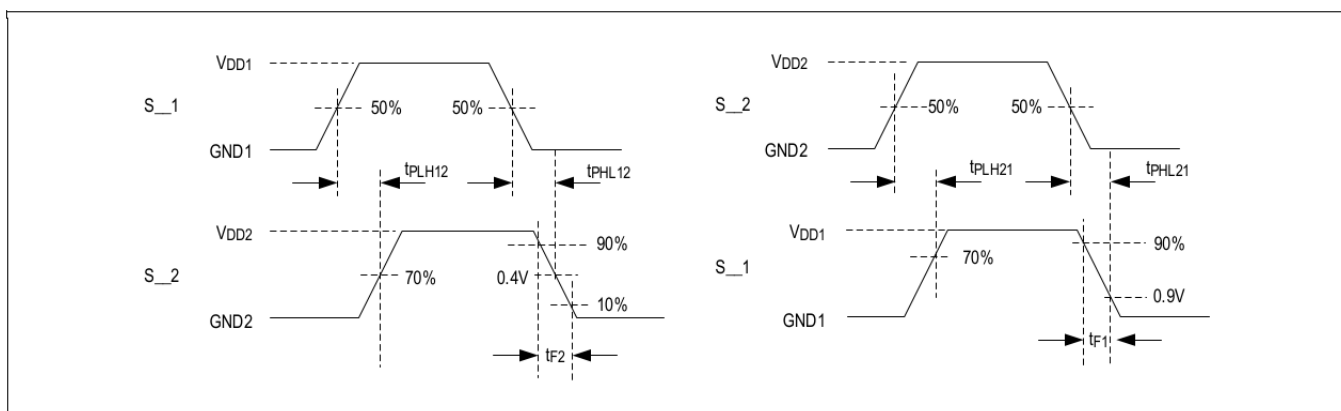 VDD1
S__1
50%
50%
GND1
tPLH12
tPHL12
VDD2
90%
S__2
70%
0.4V
10%
GND2
tF2
VDD2
S__2
50%
50%
GND2
tPLH21
tPHL21
VDD1
90%
S__1
70%
0.9V
GND1
tF1